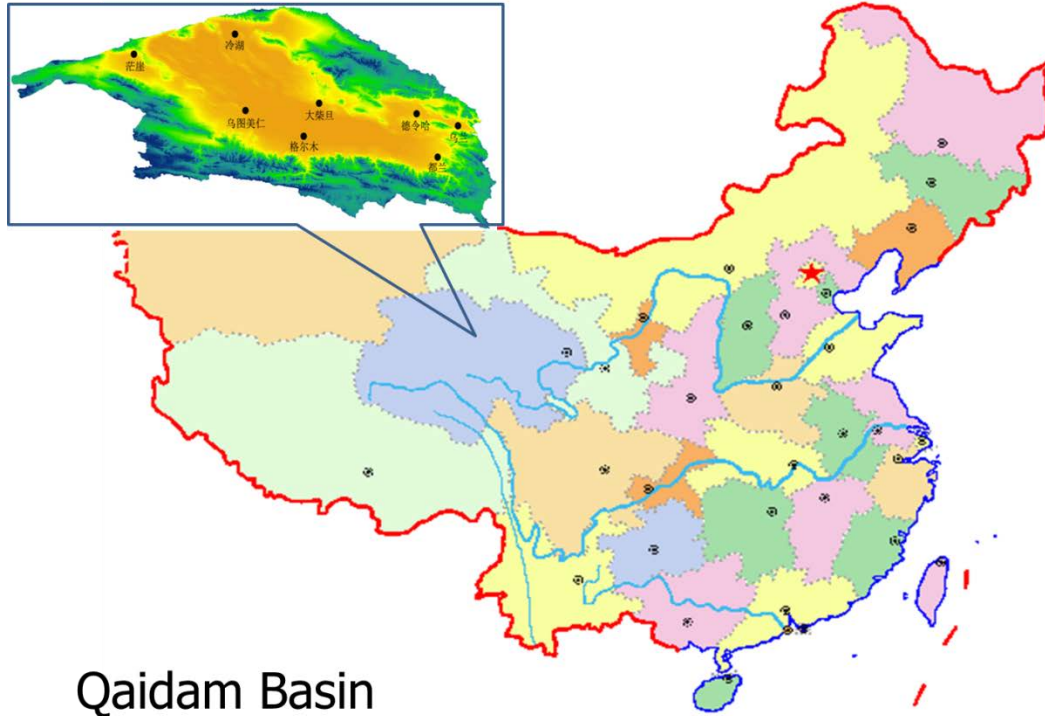 冷湖
茫崖
大柴旦
乌图美仁
德令哈
乌兰
格尔木
都兰
Qaidam Basin